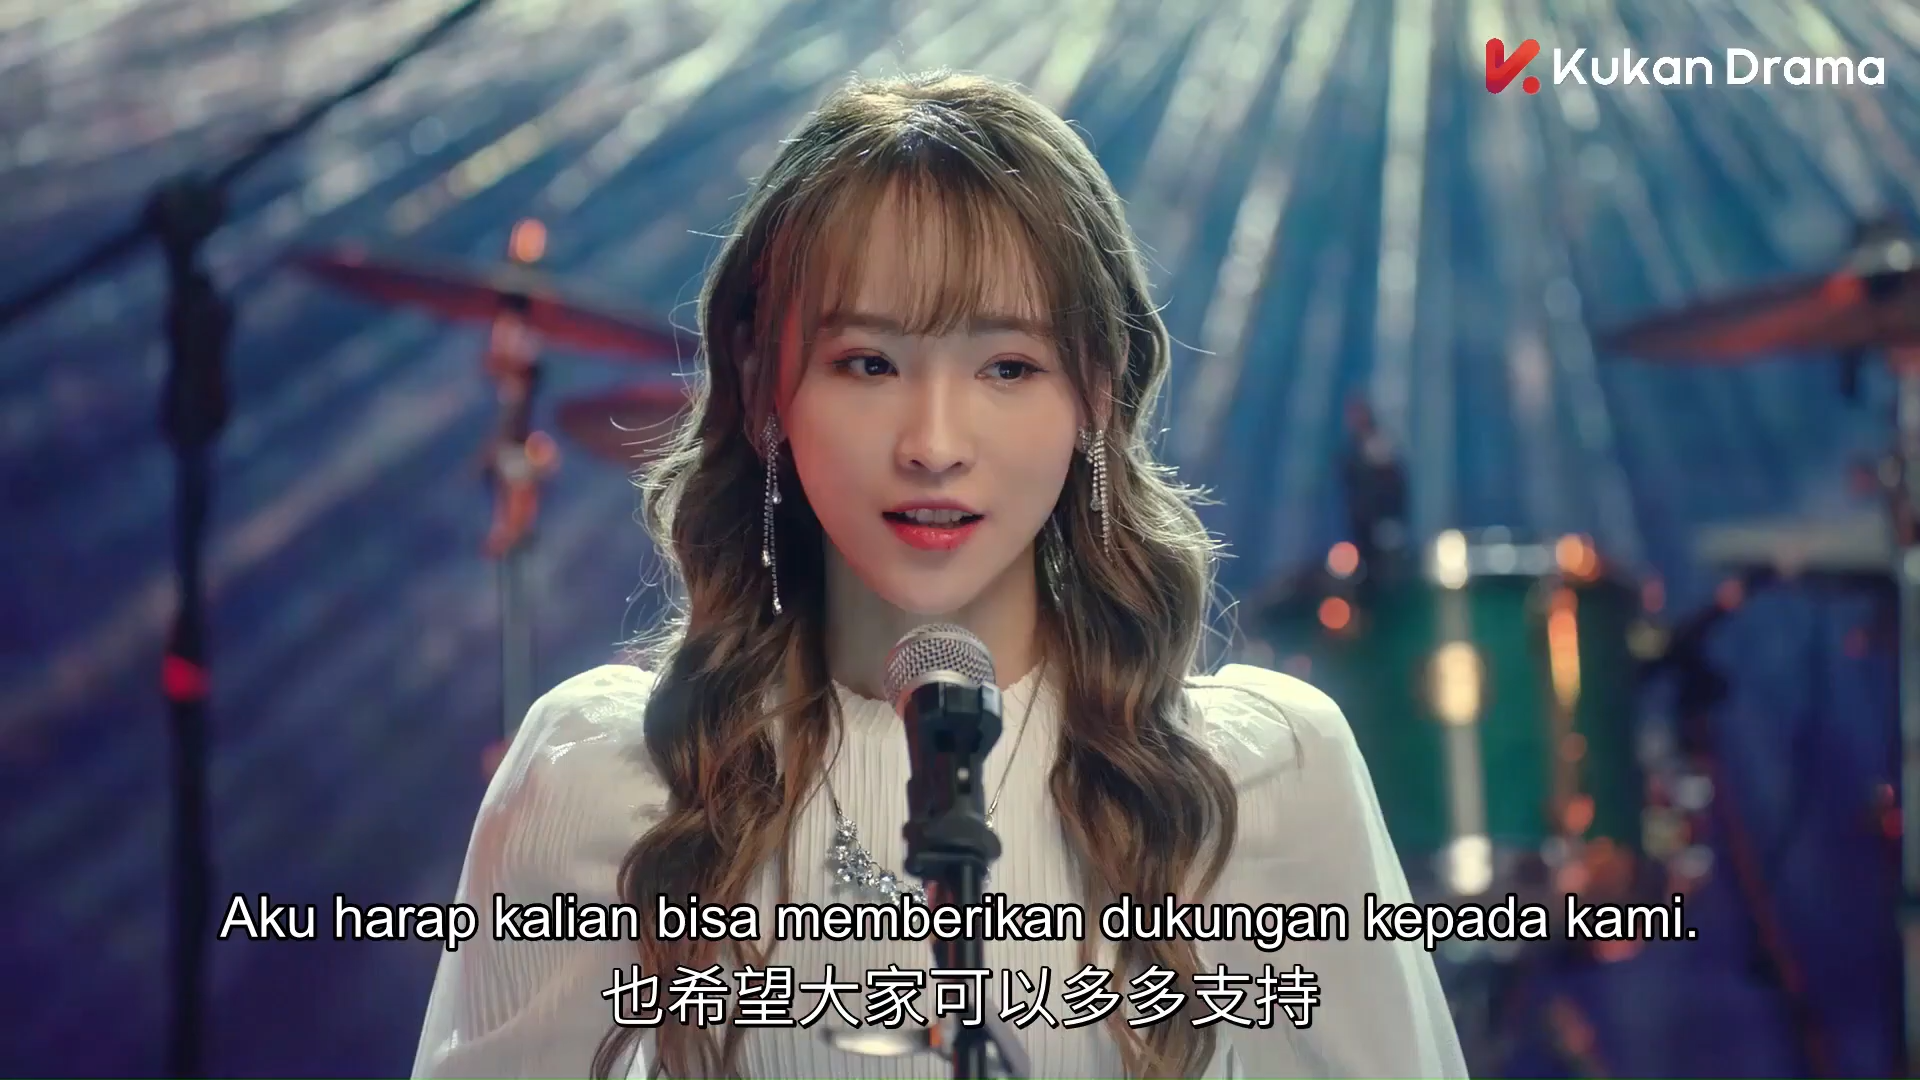 Kukan Drama
Aku harap kalian bisa memberikan dukungan kepada kami.
也希望大家可以多多支持